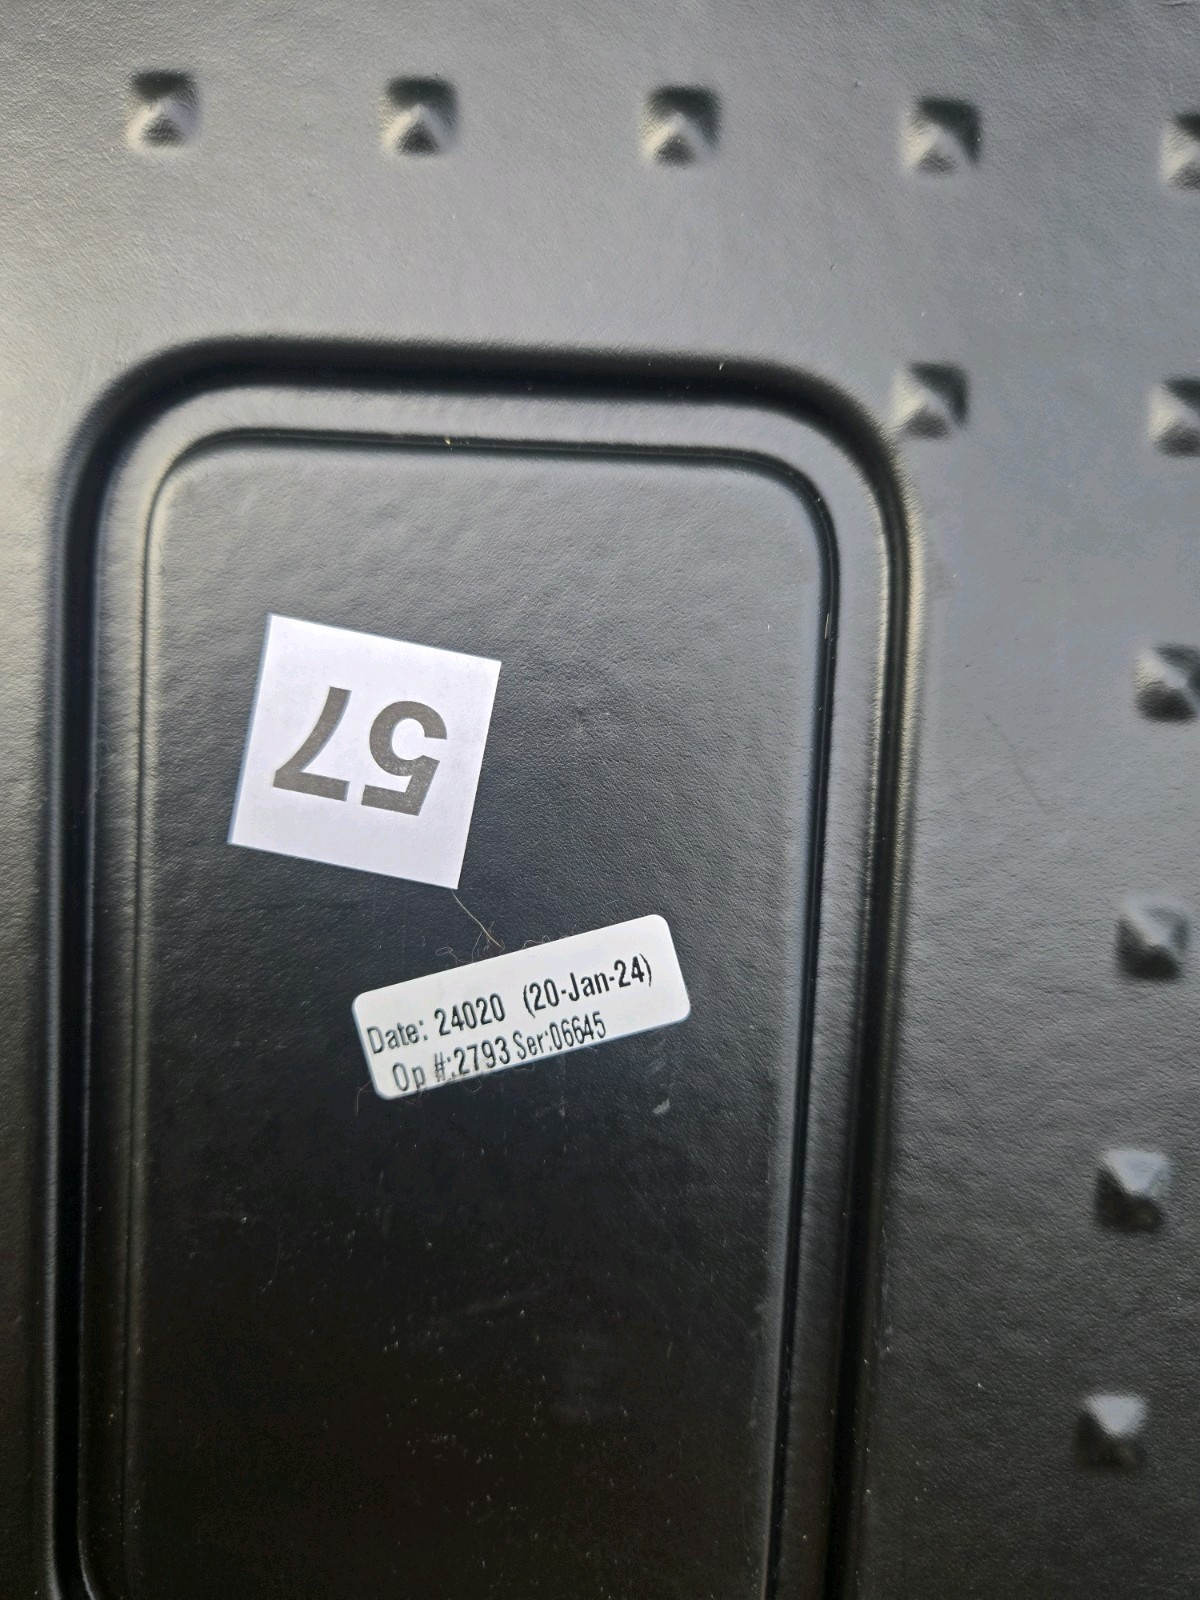 57
Date: 24020 (20-Jan-24)
Op #:2793 Ser:06645